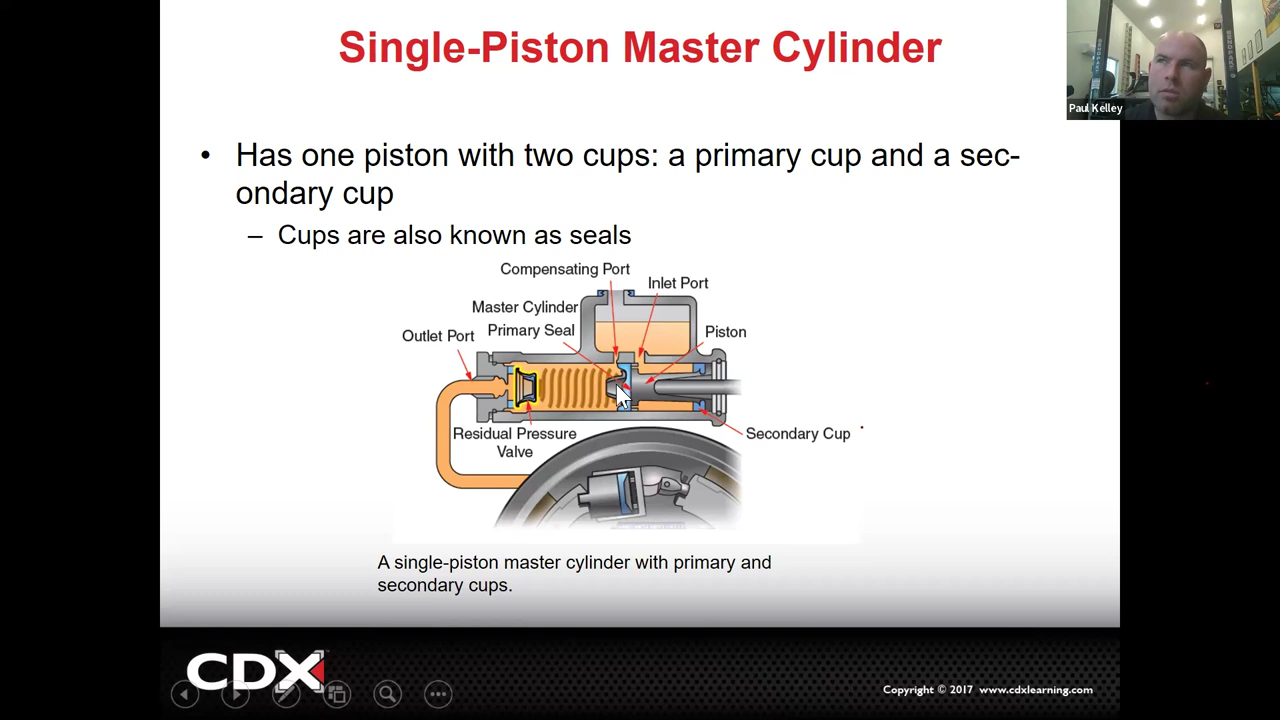 Single-Piston Master Cylinder
Paul Kelley
• Has one piston with two cups: a primary cup and a sec-
ondary cup
– Cups are also known as seals
Compensating Port
Inlet Port
Master Cylinder
Primary Seal
Piston
Outlet Port
Residual Pressure
Valve
Secondary Cup
A single-piston master cylinder with primary and
secondary cups.
CDX
Copyright © 2017 www.cdxlearning.com